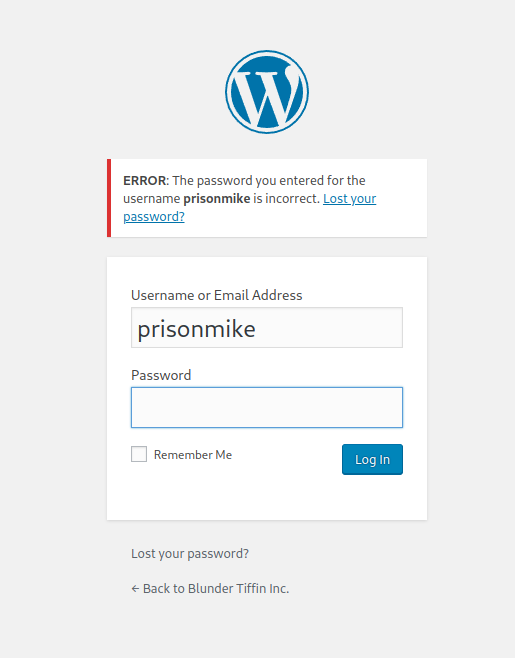 ERROR: The password you entered for the
username prisonmike is incorrect. Lost your
password?
Username or Email Address
prisonmike
Password
Remember Me
Log In
Lost your password?
← Back to Blunder Tiffin Inc.